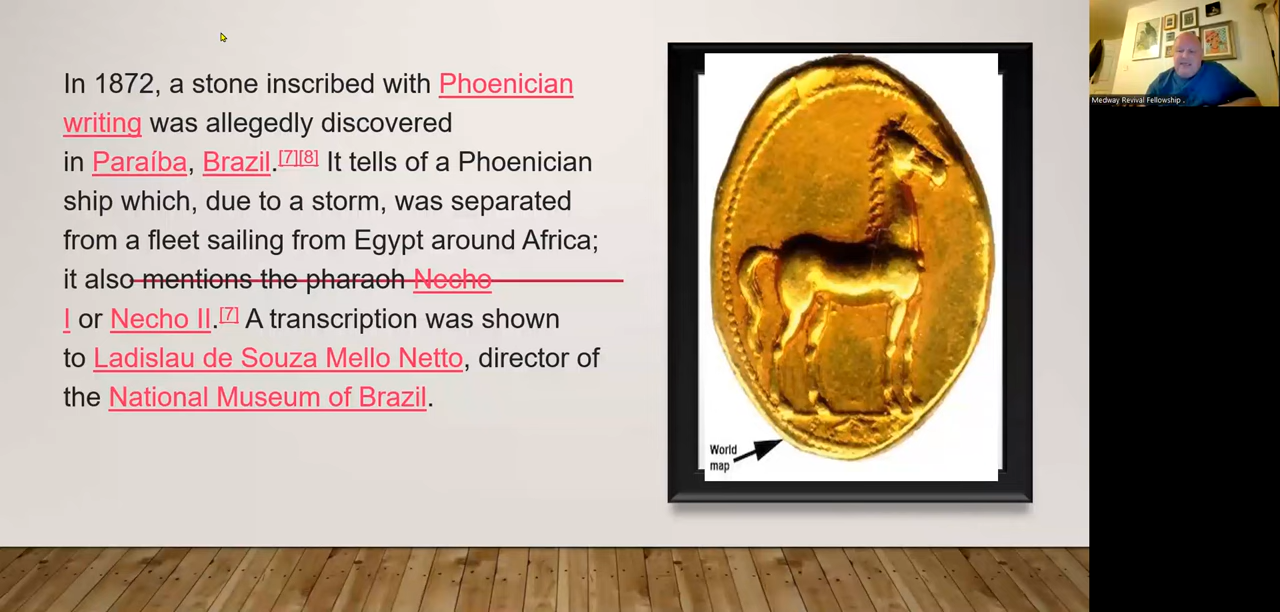 In 1872, a stone inscribed with Phoenician
writing was allegedly discovered
in Paraíba, Brazil.[7][8] It tells of a Phoenician
ship which, due to a storm, was separated
from a fleet sailing from Egypt around Africa;
it also mentions the pharaoh Necho
I or Necho II.[7] A transcription was shown
to Ladislau de Souza Mello Netto, director of
the National Museum of Brazil.
World
map
Medway Revival Fellowship .